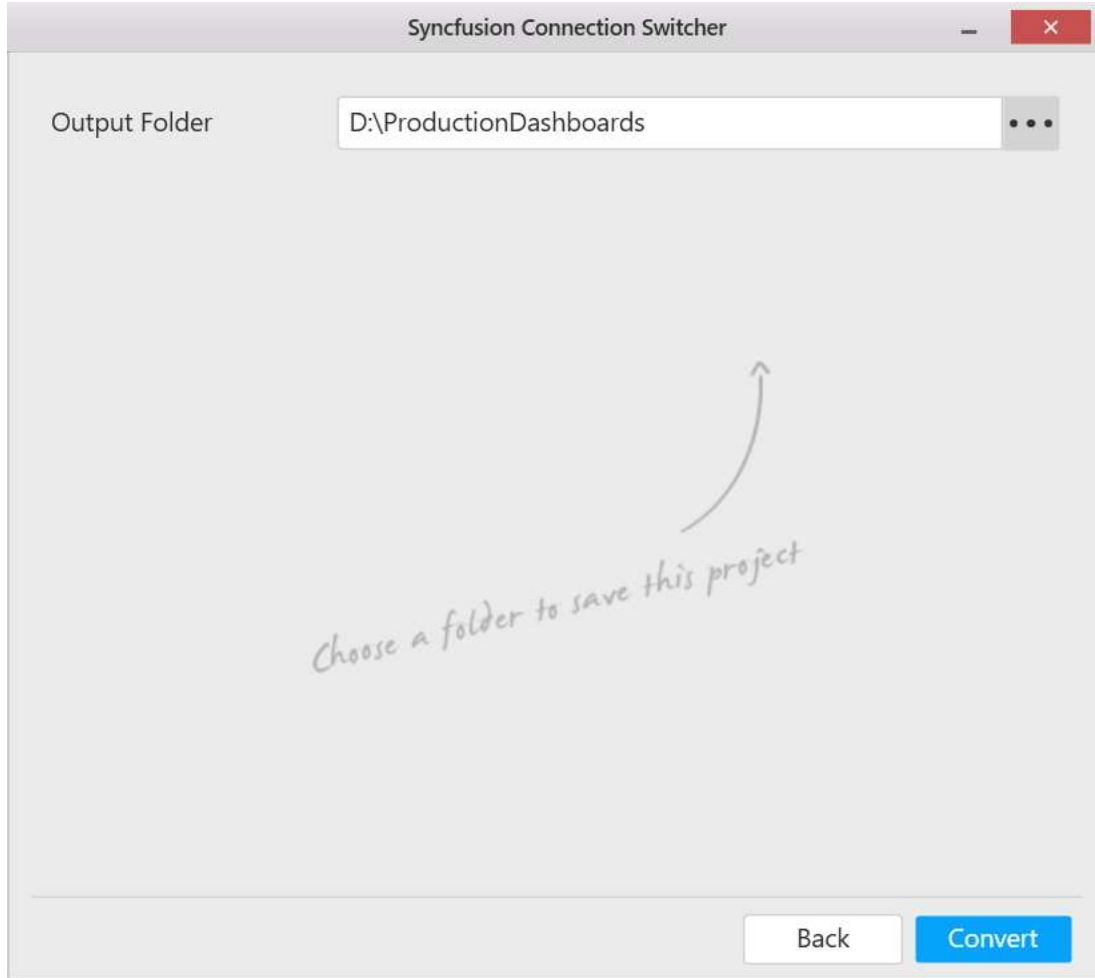 Syncfusion Connection Switcher
Output Folder
D:\ProductionDashboards
Choose a folder to save this project
Back
Convert